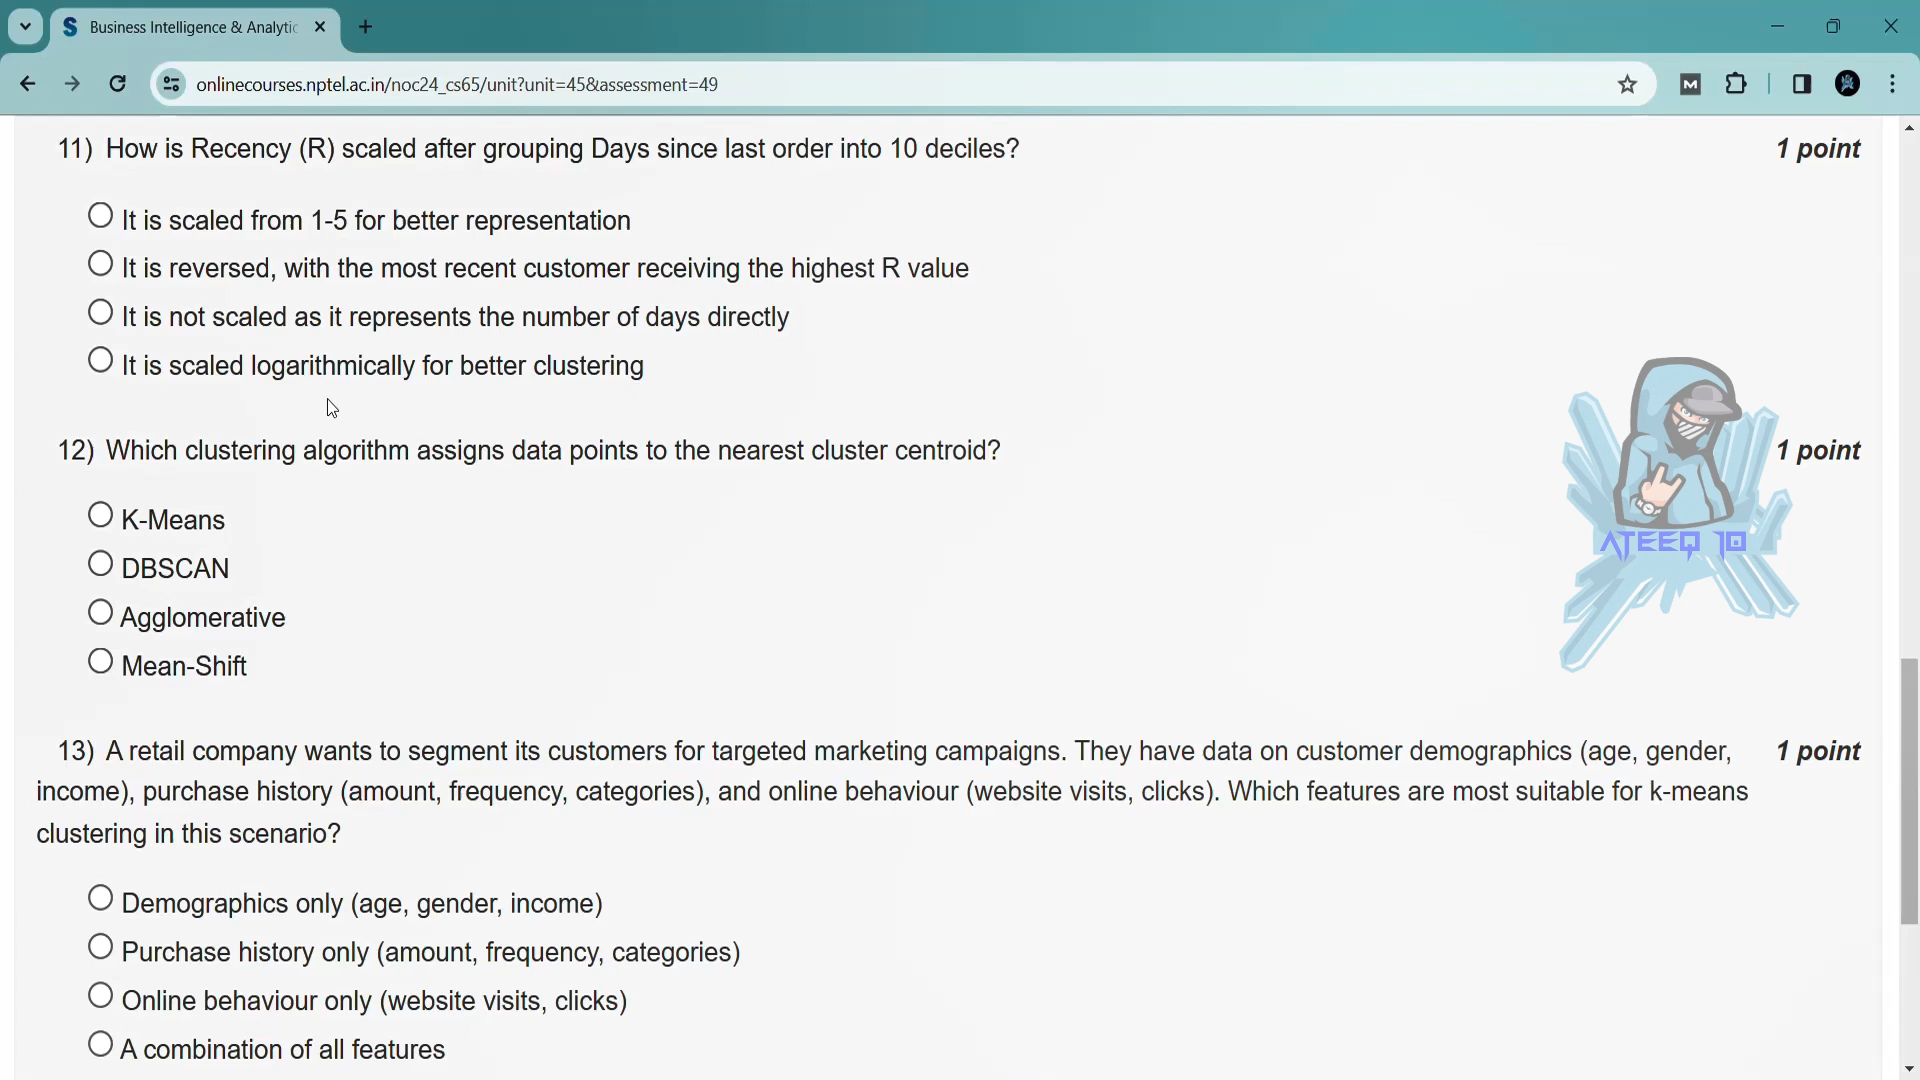 Business Intelligence & Analytic
onlinecourses.nptel.ac.in/noc24_cs65/unit?unit=45&assessment=49
11) How is Recency (R) scaled after grouping Days since last order into 10 deciles? 1 point
It is scaled from 1-5 for better representation
It is reversed, with the most recent customer receiving the highest R value
It is not scaled as it represents the number of days directly
It is scaled logarithmically for better clustering
12) Which clustering algorithm assigns data points to the nearest cluster centroid? 1 point
K-Means
DBSCAN
ATEEQ 10
Agglomerative
Mean-Shift
13) A retail company wants to segment its customers for targeted marketing campaigns. They have data on customer demographics (age, gender, 1 point
income), purchase history (amount, frequency, categories), and online behaviour (website visits, clicks). Which features are most suitable for k-means
clustering in this scenario?
Demographics only (age, gender, income)
Purchase history only (amount, frequency, categories)
Online behaviour only (website visits, clicks)
A combination of all features